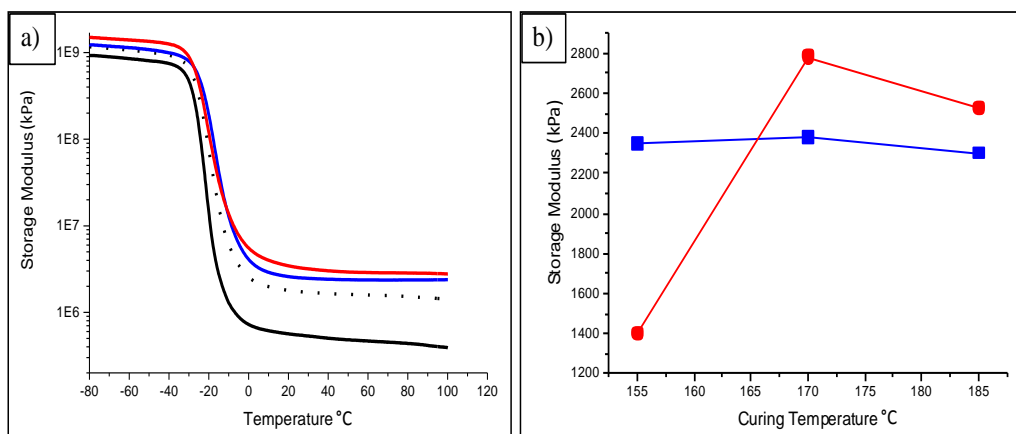 a)
Storage Modulus (kPa)
1E9
1E8
1E7
1E6
-80 -60 -40 -20 0 20 40 60 80 100 120
Temperature °C
b)
Storage Modulus (kPa)
2800
2600
2400
2200
2000
1800
1600
1400
1200
155 160 165 170 175 180 185
Curing Temperature °C